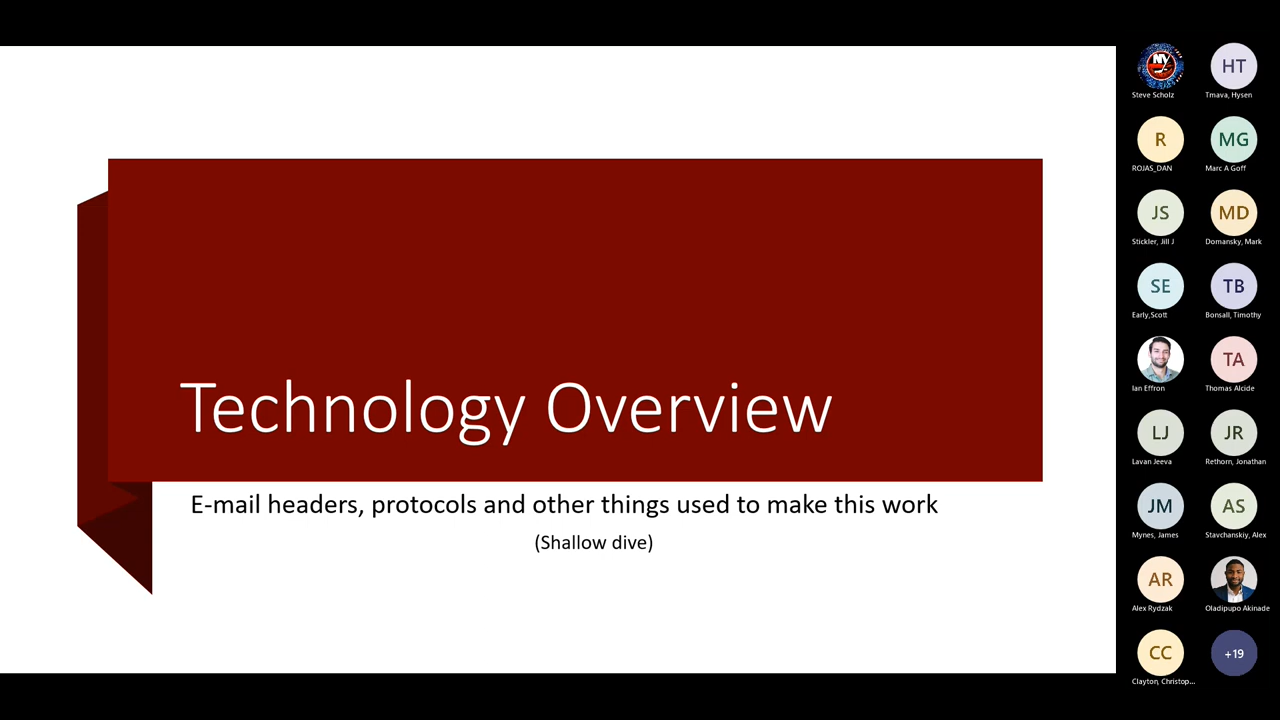 Technology Overview
E-mail headers, protocols and other things used to make this work
(Shallow dive)
NY
Steve Scholz
HT
Tmava, Hysen
R
ROJAS_DAN
MG
Marc A Goff
JS
Stickler, Jill J
MD
Domansky, Mark
SE
Early,Scott
TB
Bonsall, Timothy
Ian Effron
TA
Thomas Alcide
LJ
Lavan Jeeva
JR
Rethorn, Jonathan
JM
Mynes, James
AS
Stavchanskiy, Alex
AR
Alex Rydzak
Oladipupo Akinade
CC
Clayton, Christop...
+19